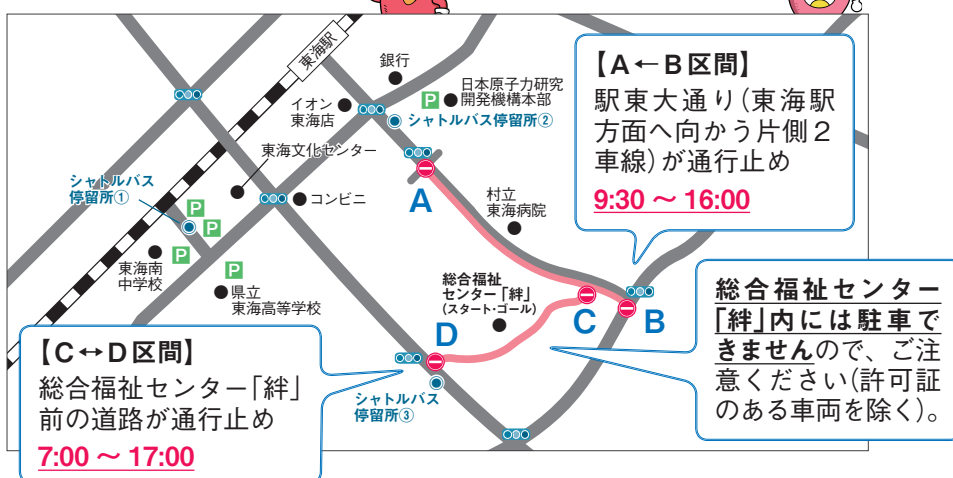 東海駅
銀行
日本原子力研究
開発機構本部
P
イオン
東海店
シャトルバス停留所②
東海文化センター
シャトルバス
停留所①
コンビニ
P
P
P
P
東海南
中学校
県立
東海高等学校
A
村立
東海病院
総合福祉
センター「絆」
(スタート・ゴール)
C
B
D
シャトルバス
停留所③
【A←B区間】
駅東大通り(東海駅
方面へ向かう片側2
車線)が通行止め
9:30 ～ 16:00
総合福祉センター
「絆」内には駐車で
きませんので、ご注
意ください(許可証
のある車両を除く)。
【C↔D区間】
総合福祉センター「絆」
前の道路が通行止め
7:00 ～ 17:00